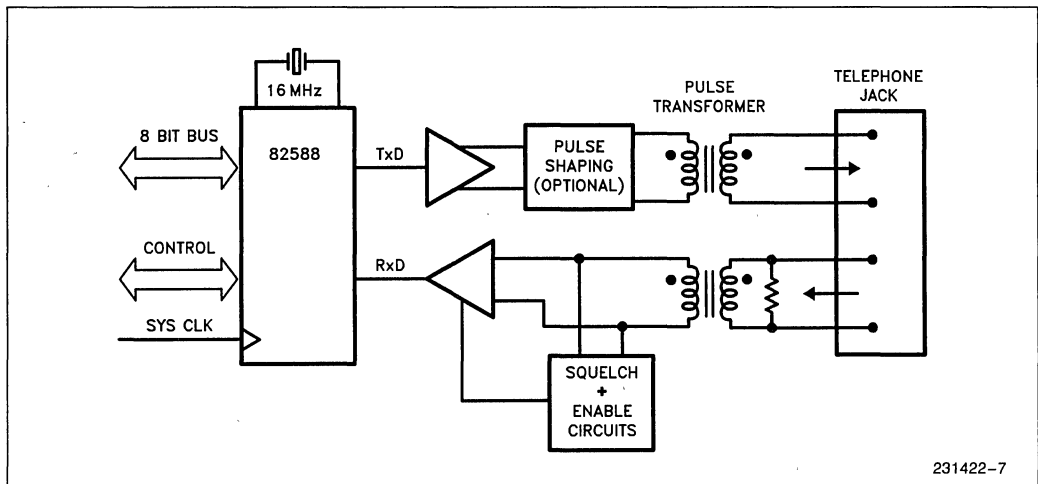 16 MHz
8 BIT BUS
82588
CONTROL
SYS CLK
TxD
RxD
PULSE
SHAPING
(OPTIONAL)
PULSE
TRANSFORMER
TELEPHONE
JACK
SQUELCH
+
ENABLE
CIRCUITS
231422-7